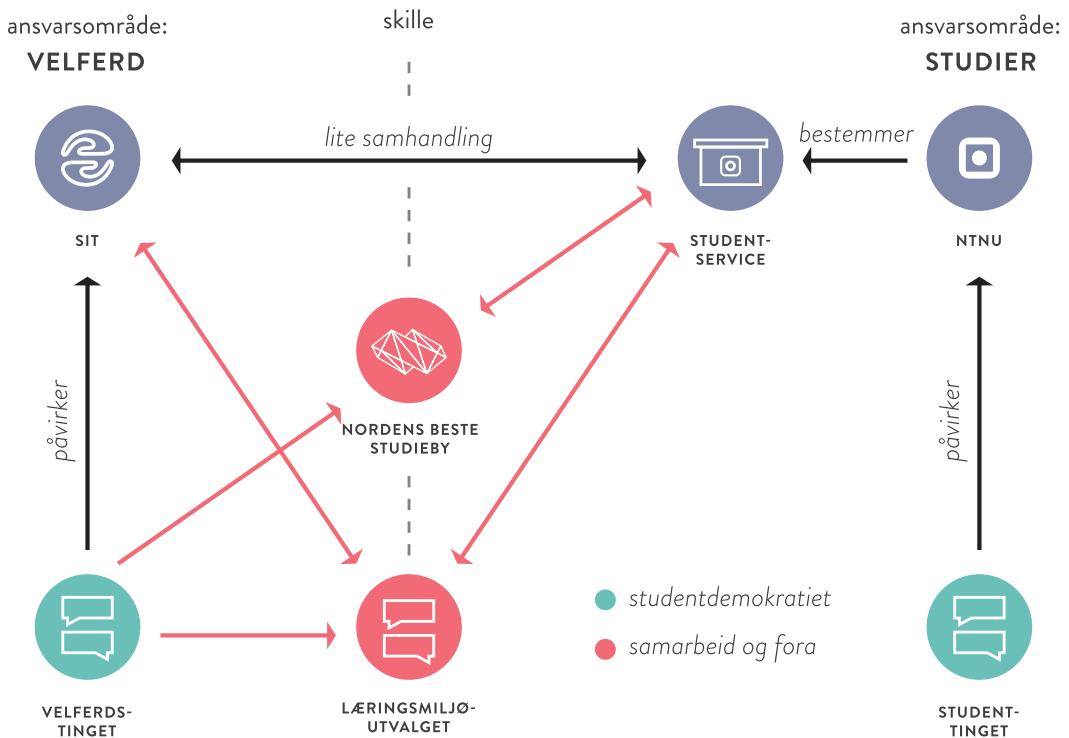 ansvarsområde:
VELFERD
skille
ansvarsområde:
STUDIER
lite samhandling
bestemmer
SIT
STUDENT-
SERVICE
NTNU
påvirker
NORDENS BESTE
STUDIEBY
påvirker
studentdemokratiet
samarbeid og fora
VELFERDS-
TINGET
LÆRINGSMILJØ-
UTVALGET
STUDENT-
TINGET